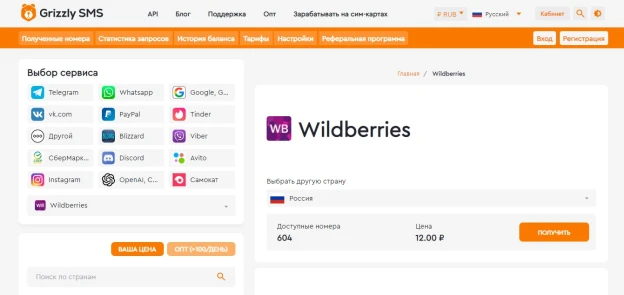 Grizzly SMS API Блог Поддержка Опт Зарабатывать на сим-картах ₽ RUB Русский Кабинет
Полученные номера Статистика запросов История баланса Тарифы Настройки Реферальная программа Вход Регистрация
Выбор сервиса
Telegram Whatsapp Google, G...
vk.com PayPal Tinder
Другой Blizzard Viber
СберМарк... Discord Avito
Instagram OpenAI, C... Самокат
Wildberries
ВАША ЦЕНА ОПТ (>100/ДЕНЬ)
Поиск по странам
Главная / Wildberries
WB Wildberries
Выбрать другую страну
Россия
Доступные номера Цена
604 12.00 ₽ ПОЛУЧИТЬ